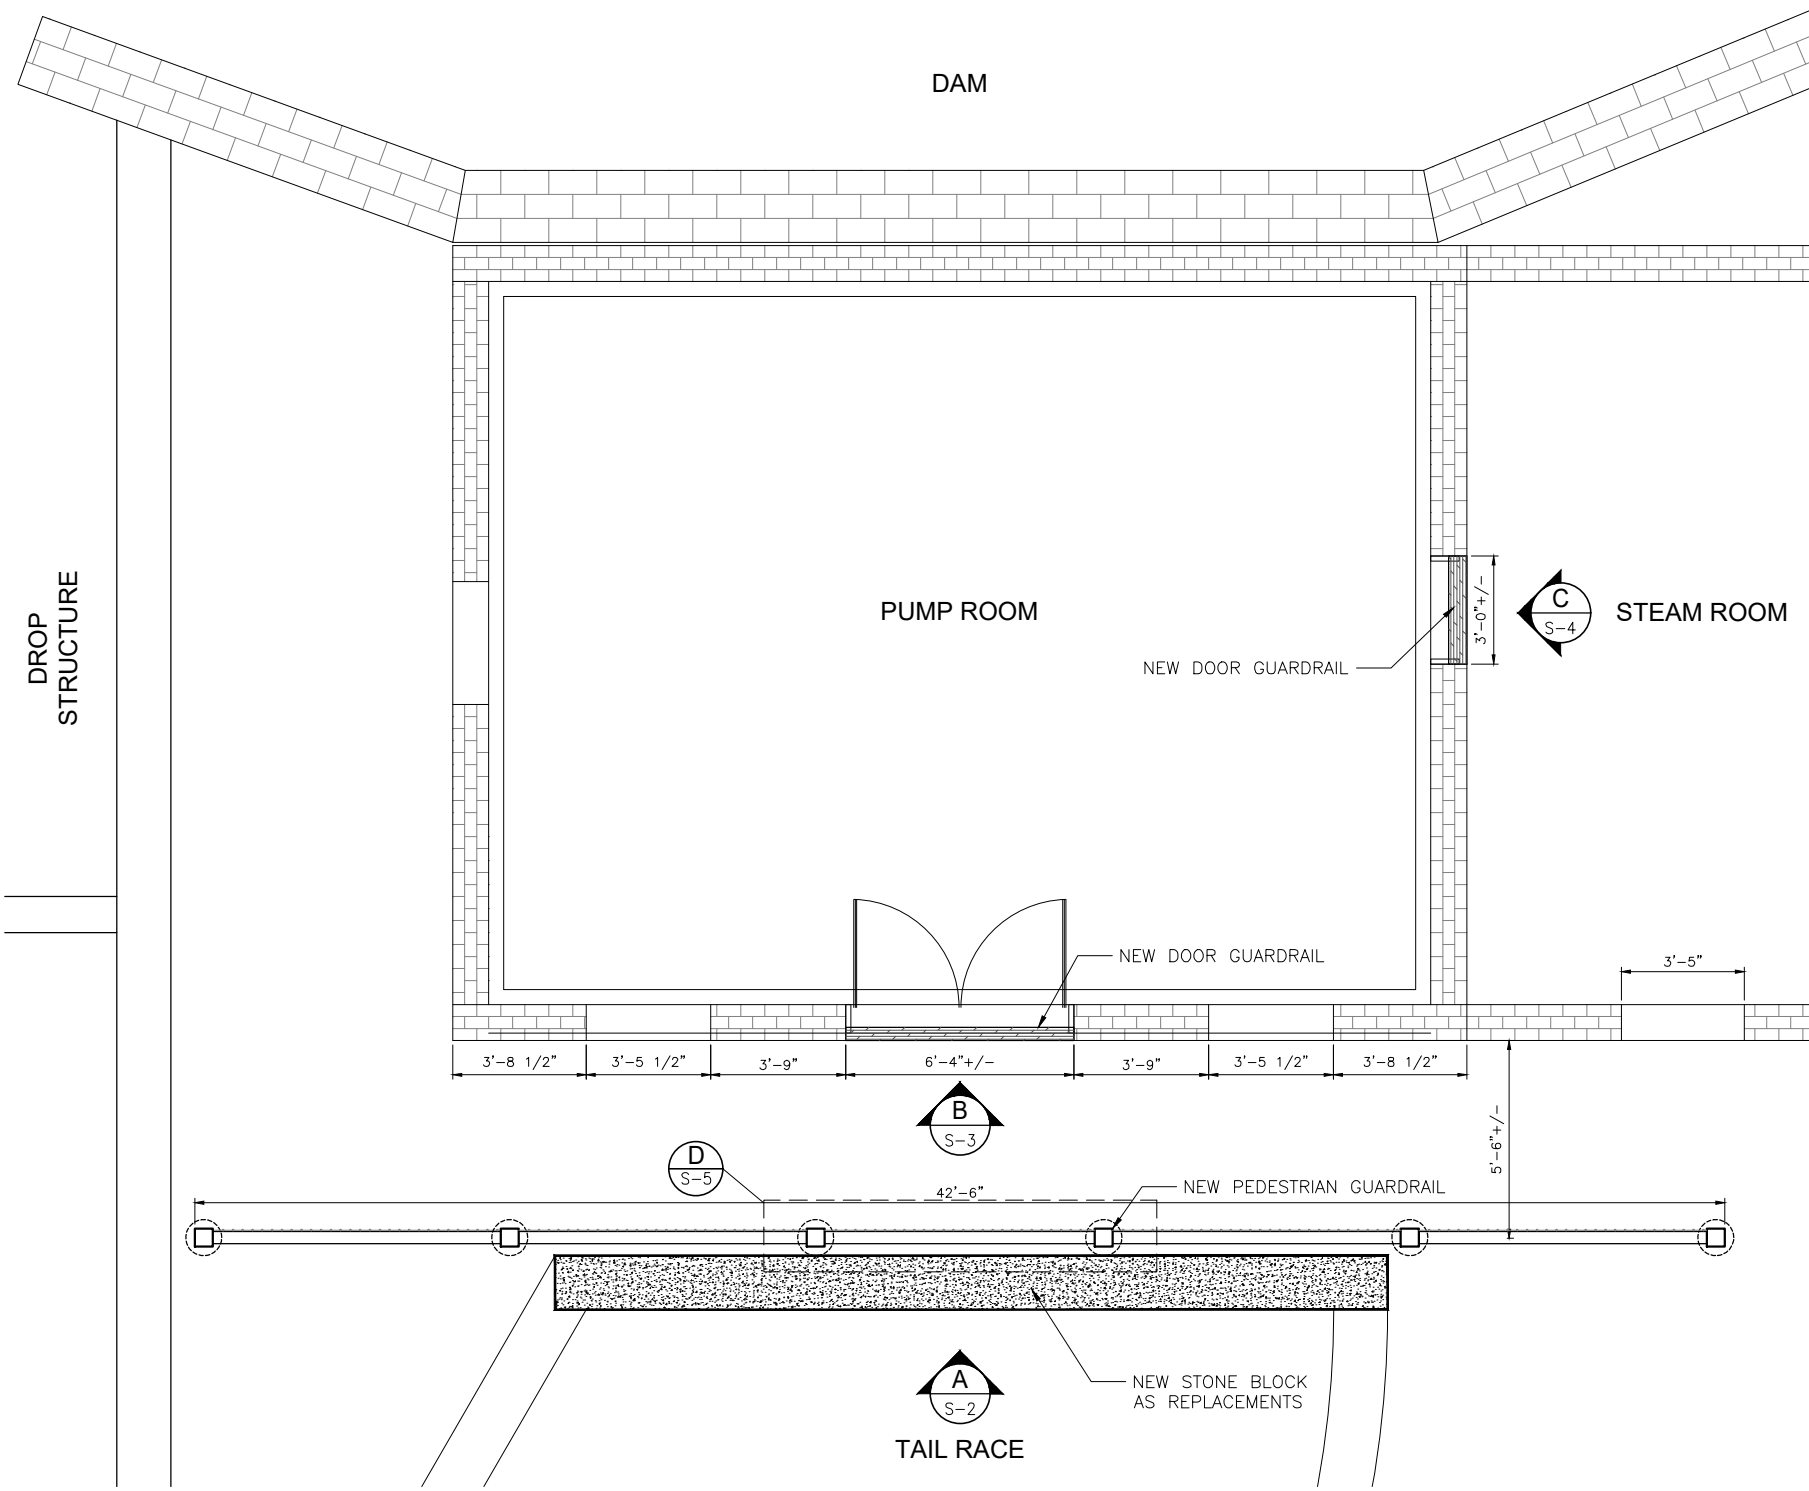 DAM
DROP
STRUCTURE
PUMP ROOM
3'-0"+/-
C
S-4
STEAM ROOM
NEW DOOR GUARDRAIL
NEW DOOR GUARDRAIL
3'-5"
3'-8 1/2"
3'-5 1/2"
3'-9"
6'-4"+/-
3'-9"
3'-5 1/2"
3'-8 1/2"
B
S-3
5'-6"+/-
D
S-5
42'-6"
NEW PEDESTRIAN GUARDRAIL
A
S-2
NEW STONE BLOCK
AS REPLACEMENTS
TAIL RACE